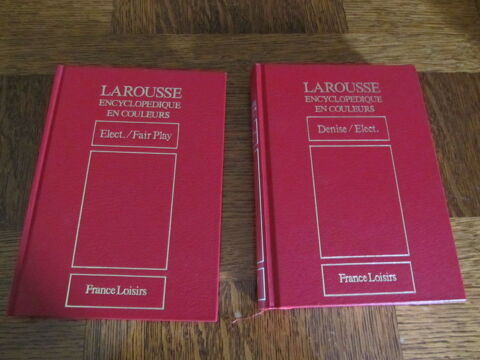 LAROUSSE
ENCYCLOPEDIQUE
EN COULEURS
Elect./Fair Play
France Loisirs
LAROUSSE
ENCYCLOPEDIQUE
EN COULEURS
Denise/Elect.
France Loisirs